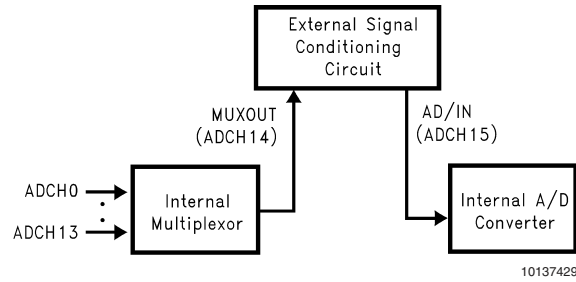 External Signal
Conditioning
Circuit
MUXOUT
(ADCH14)
AD/IN
(ADCH15)
ADCH0
ADCH13
Internal
Multiplexor
Internal A/D
Converter
10137429